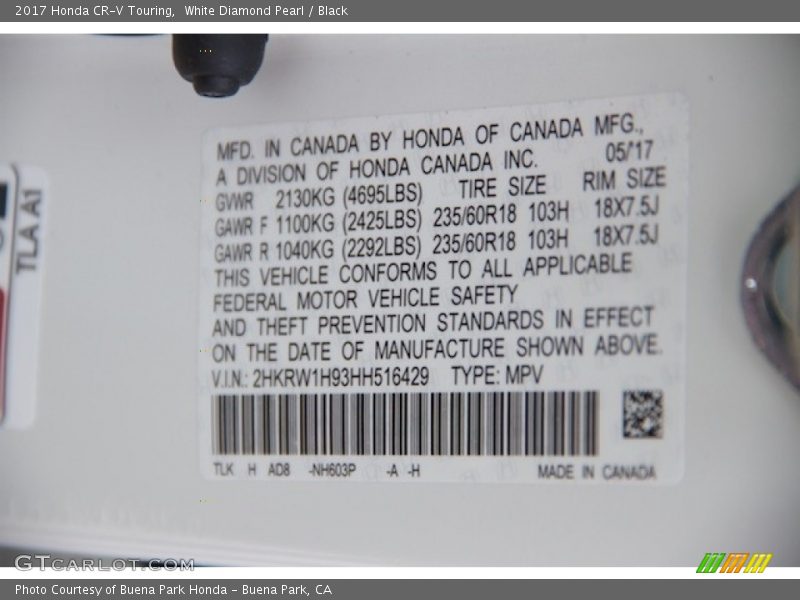 2017 Honda CR-V Touring,  White Diamond Pearl / Black
TLA A1
MFD. IN CANADA BY HONDA OF CANADA MFG.,
A DIVISION OF HONDA CANADA INC. 05/17
GVWR 2130KG (4695LBS) TIRE SIZE RIM SIZE
GAWR F 1100KG (2425LBS) 235/60R18 103H 18X7.5J
GAWR R 1040KG (2292LBS) 235/60R18 103H 18X7.5J
THIS VEHICLE CONFORMS TO ALL APPLICABLE
FEDERAL MOTOR VEHICLE SAFETY
AND THEFT PREVENTION STANDARDS IN EFFECT
ON THE DATE OF MANUFACTURE SHOWN ABOVE.
V.I.N.: 2HKRW1H93HH516429 TYPE: MPV
TLK H AD8 -NH603P -A -H MADE IN CANADA
GTCARLOT.COM
Photo Courtesy of Buena Park Honda - Buena Park, CA